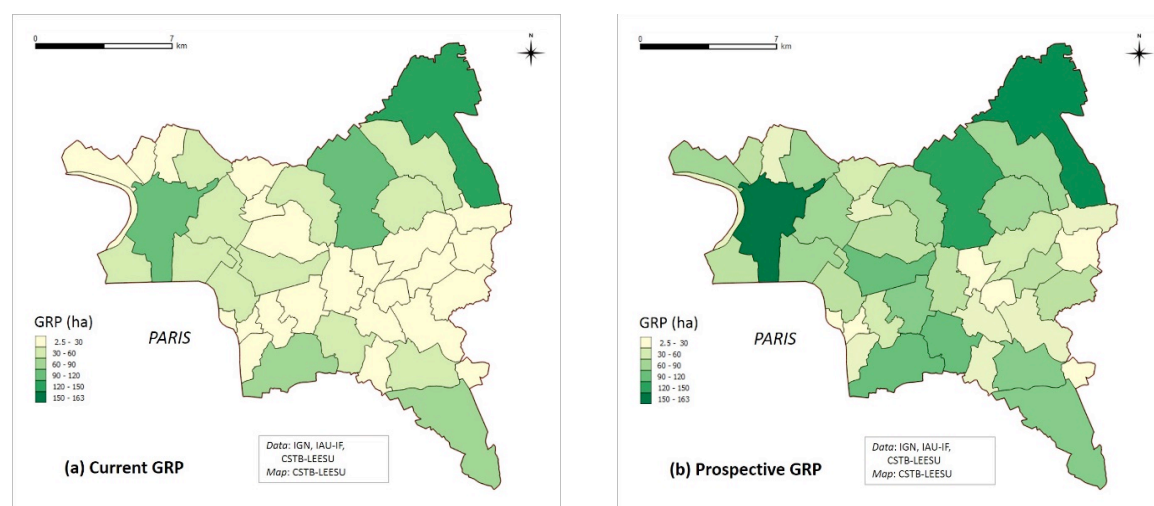 0 7
km
N
GRP (ha)
2.5 - 30
30 - 60
60 - 90
90 - 120
120 - 150
150 - 163
PARIS
Data: IGN, IAU-IF,
CSTB-LEESU
Map: CSTB-LEESU
(a) Current GRP
0 7
km
N
GRP (ha)
2.5 - 30
30 - 60
60 - 90
90 - 120
120 - 150
150 - 163
PARIS
Data: IGN, IAU-IF,
CSTB-LEESU
Map: CSTB-LEESU
(b) Prospective GRP